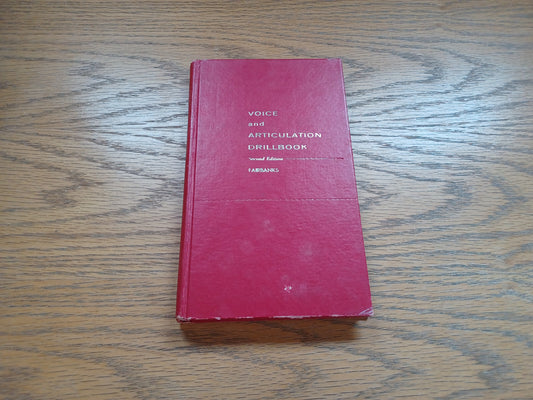 VOICE
and
ARTICULATION
DRILLBOOK
Second Edition
FAIRBANKS